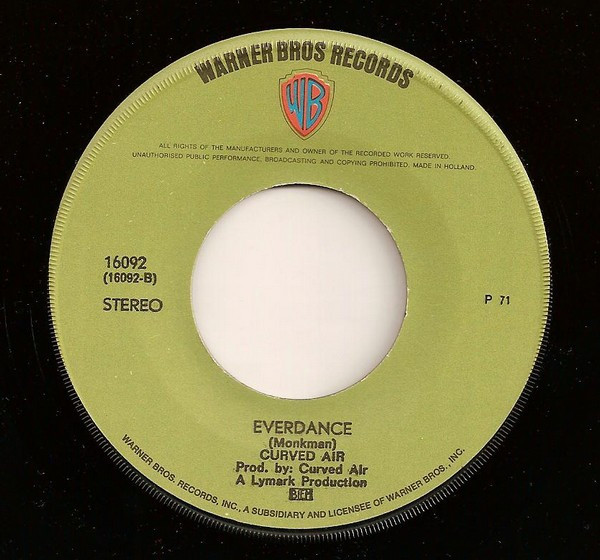 WARNER BROS RECORDS
WB
ALL RIGHTS OF THE MANUFACTURERS AND OWNER OF THE RECORDED WORK RESERVED.
UNAUTHORISED PUBLIC PERFORMANCE, BROADCASTING AND COPYING PROHIBITED. MADE IN HOLLAND.
16092
(16092-B)
STEREO
P 71
EVERDANCE
(Monkman)
CURVED AIR
Prod. by: Curved Air
A Lymark Production
WARNER BROS. RECORDS, INC., A SUBSIDIARY AND LICENSEE OF WARNER BROS., INC.